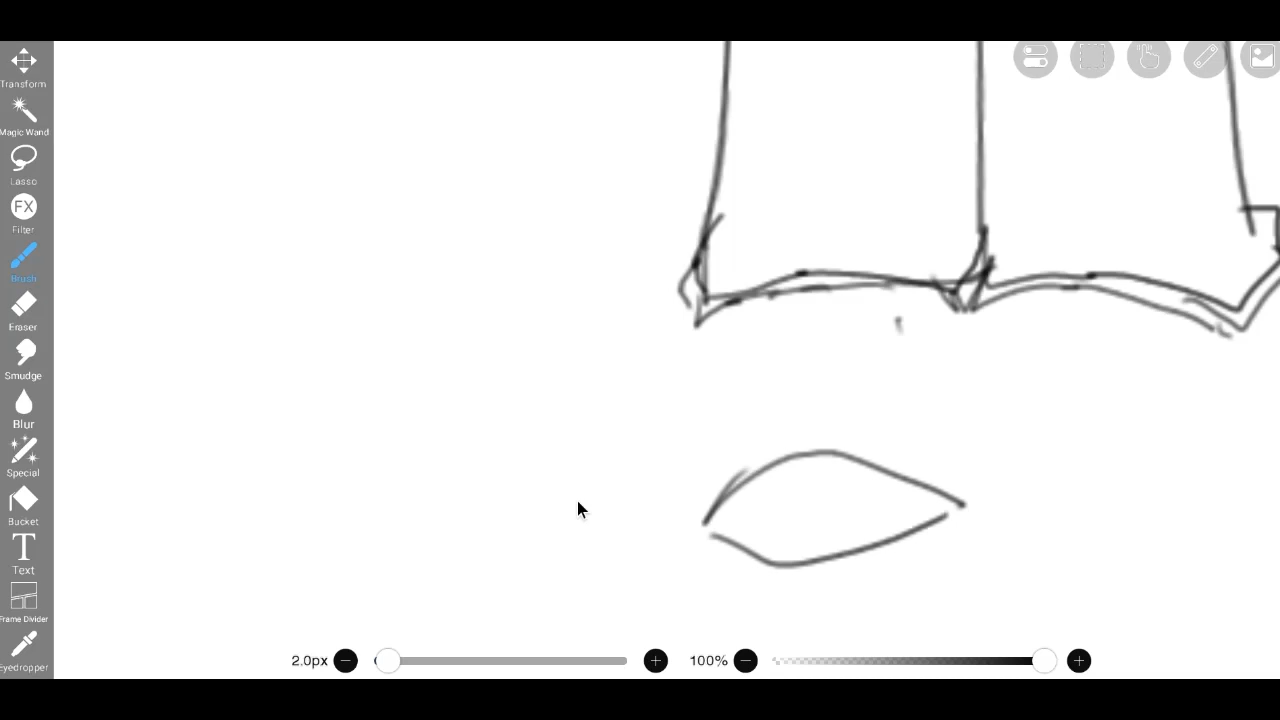 Transform
Magic Wand
Lasso
FX
Filter
Brush
Eraser
Smudge
Blur
Special
Bucket
T
Text
Frame Divider
Eyedropper
2.0px
100%